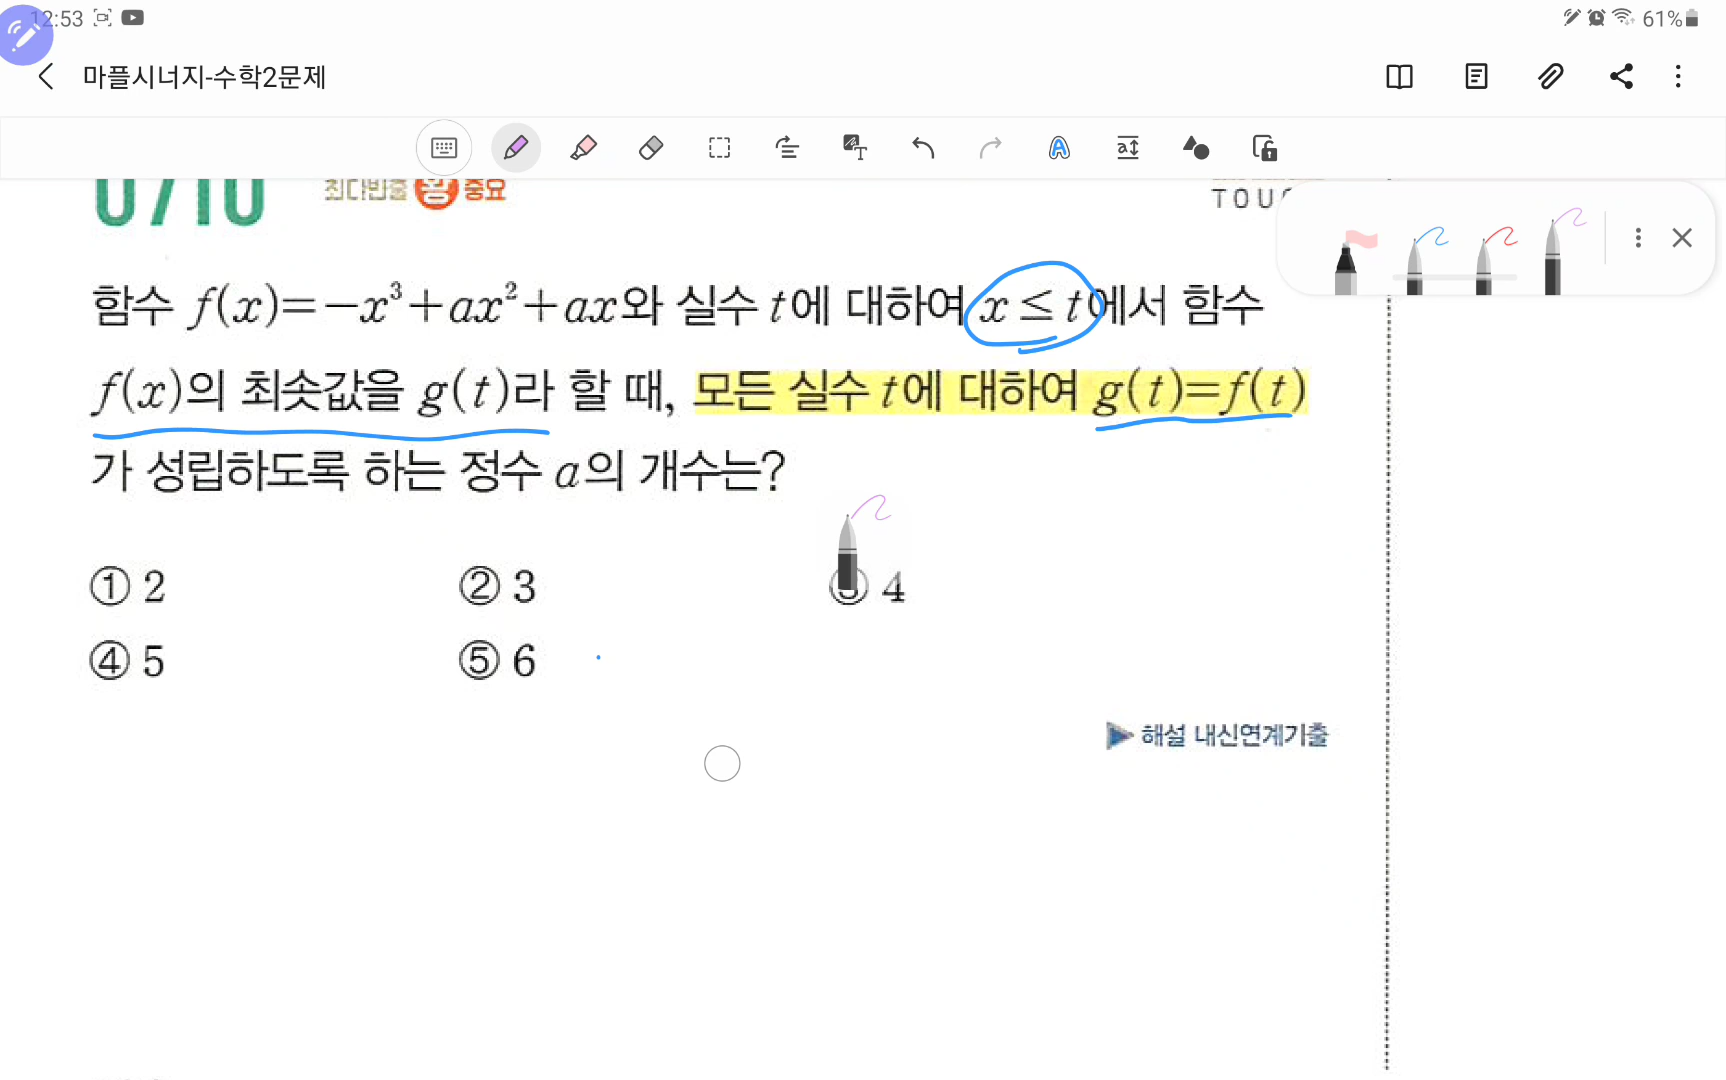 12:53
61%
마플시너지-수학2문제
0710 최다빈출 왕 중요
TOU
함수 f(x)=−x³+ax²+ax와 실수 t에 대하여 x≤t에서 함수
f(x)의 최솟값을 g(t)라 할 때, 모든 실수 t에 대하여 g(t)=f(t)
가 성립하도록 하는 정수 a의 개수는?
① 2 ② 3 ③ 4
④ 5 ⑤ 6
▶ 해설 내신연계기출